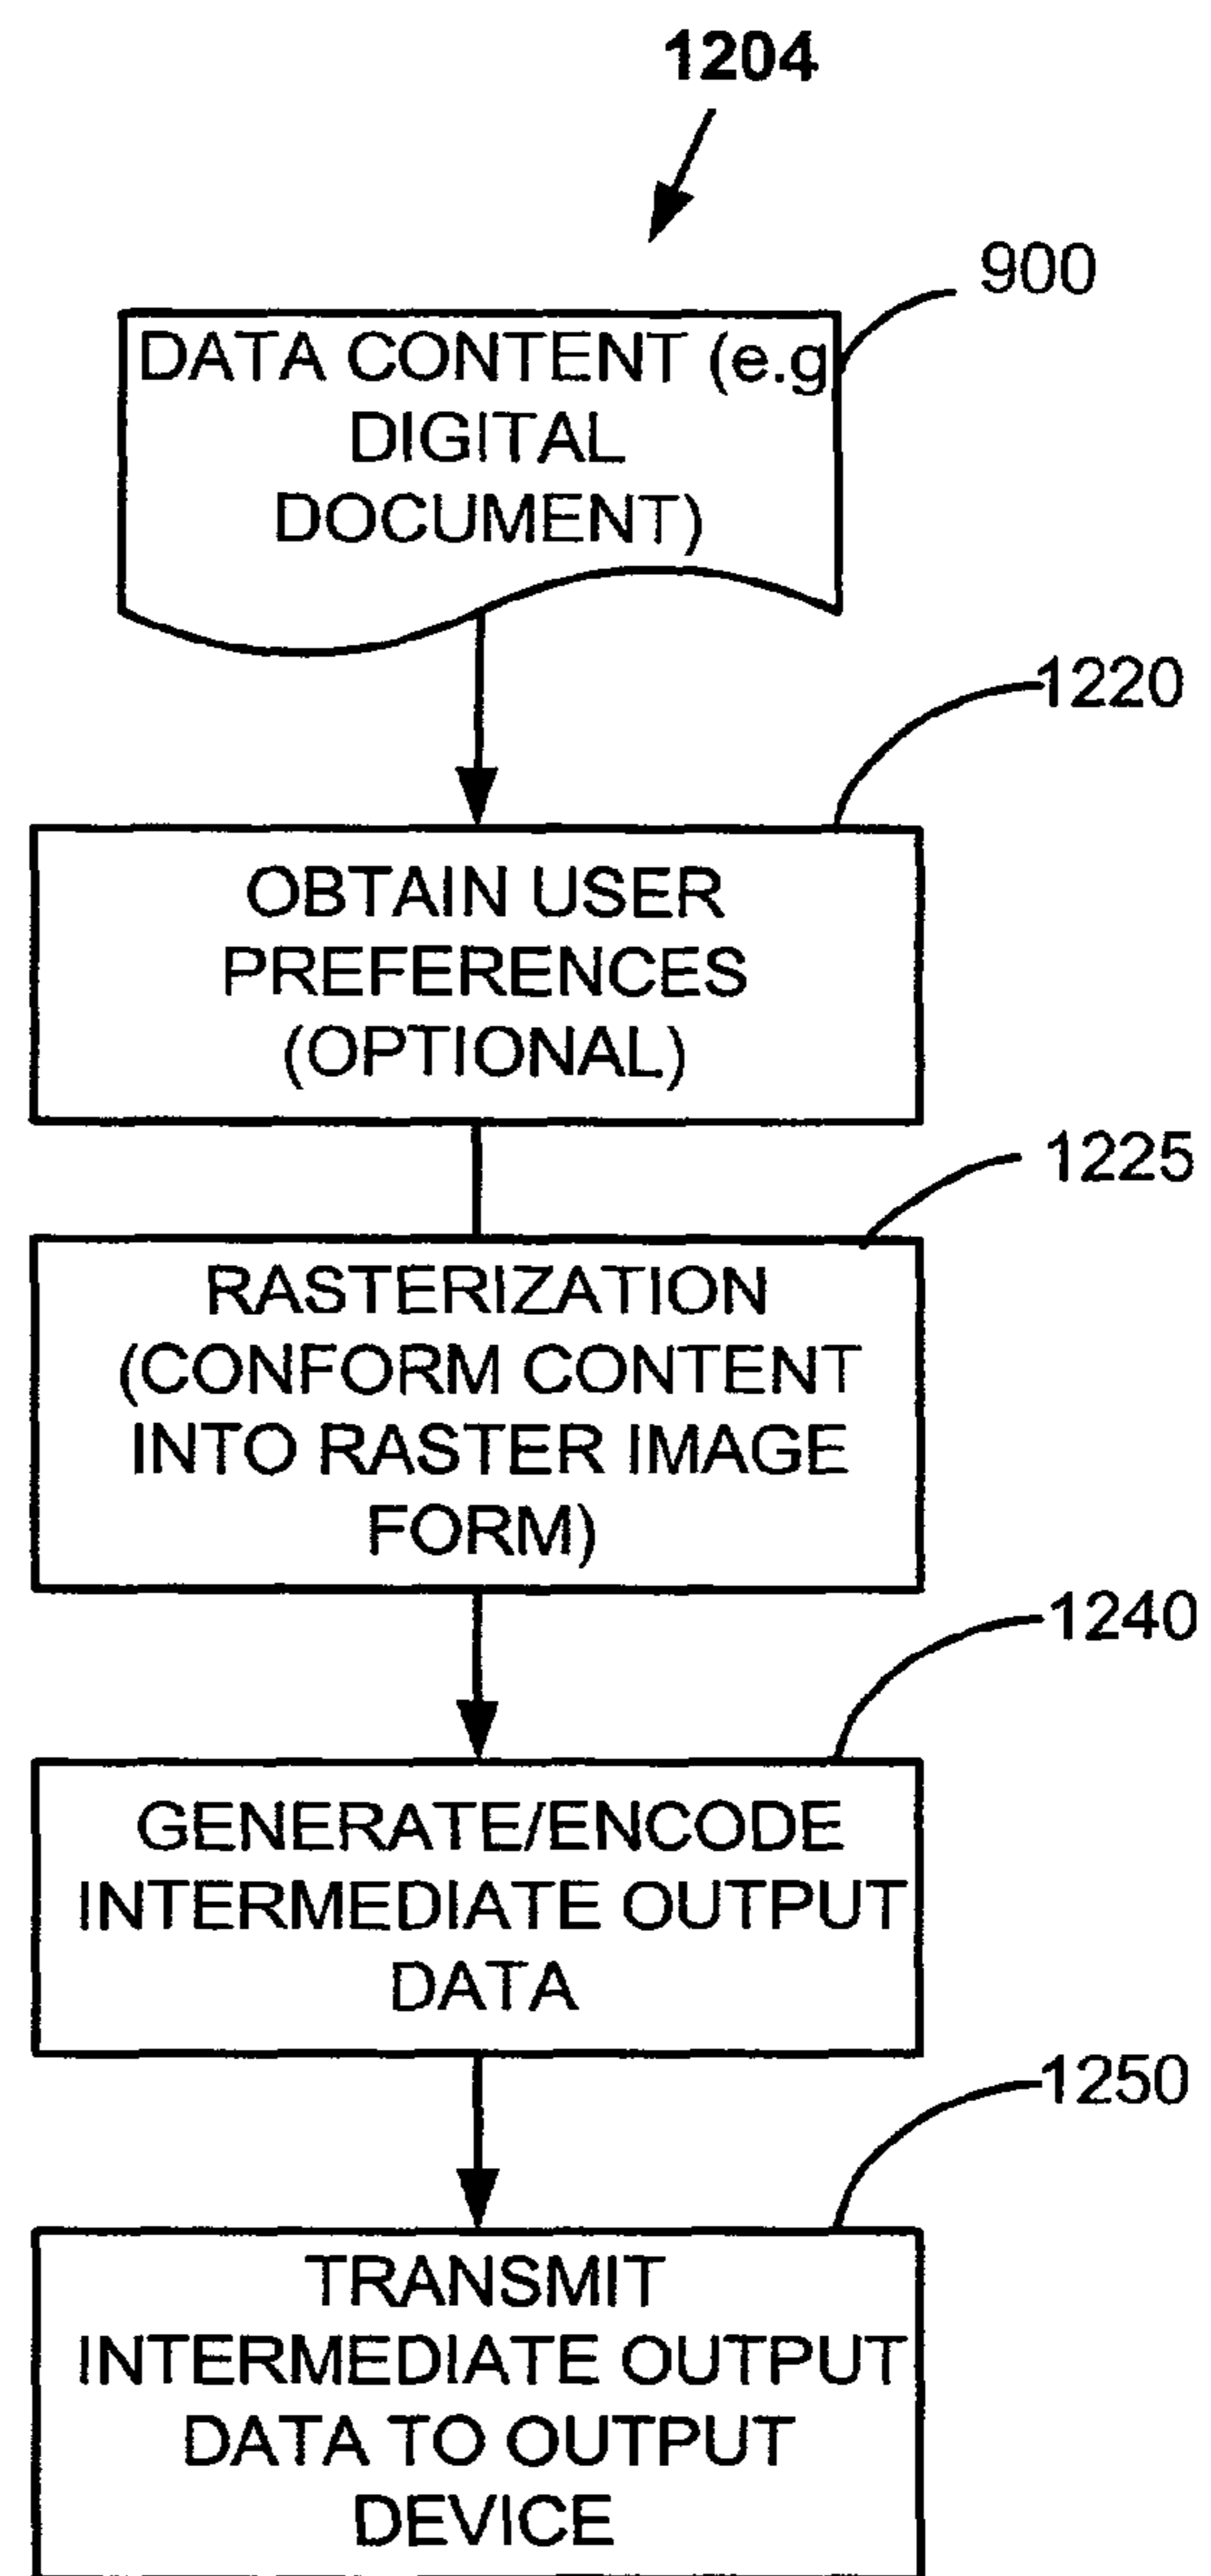 1204
900
DATA CONTENT (e.g
DIGITAL
DOCUMENT)
1220
OBTAIN USER
PREFERENCES
(OPTIONAL)
1225
RASTERIZATION
(CONFORM CONTENT
INTO RASTER IMAGE
FORM)
1240
GENERATE/ENCODE
INTERMEDIATE OUTPUT
DATA
1250
TRANSMIT
INTERMEDIATE OUTPUT
DATA TO OUTPUT
DEVICE